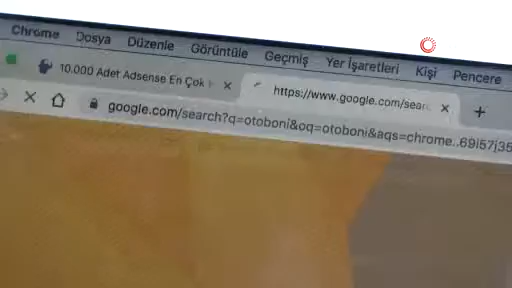 Chrome Dosya Düzenle Görüntüle Geçmiş Yer İşaretleri Kişi Pencere
10.000 Adet Adsense En Çok
https://www.google.com/sear
google.com/search?q=otoboni&oq=otoboni&aqs=chrome..69i57j35